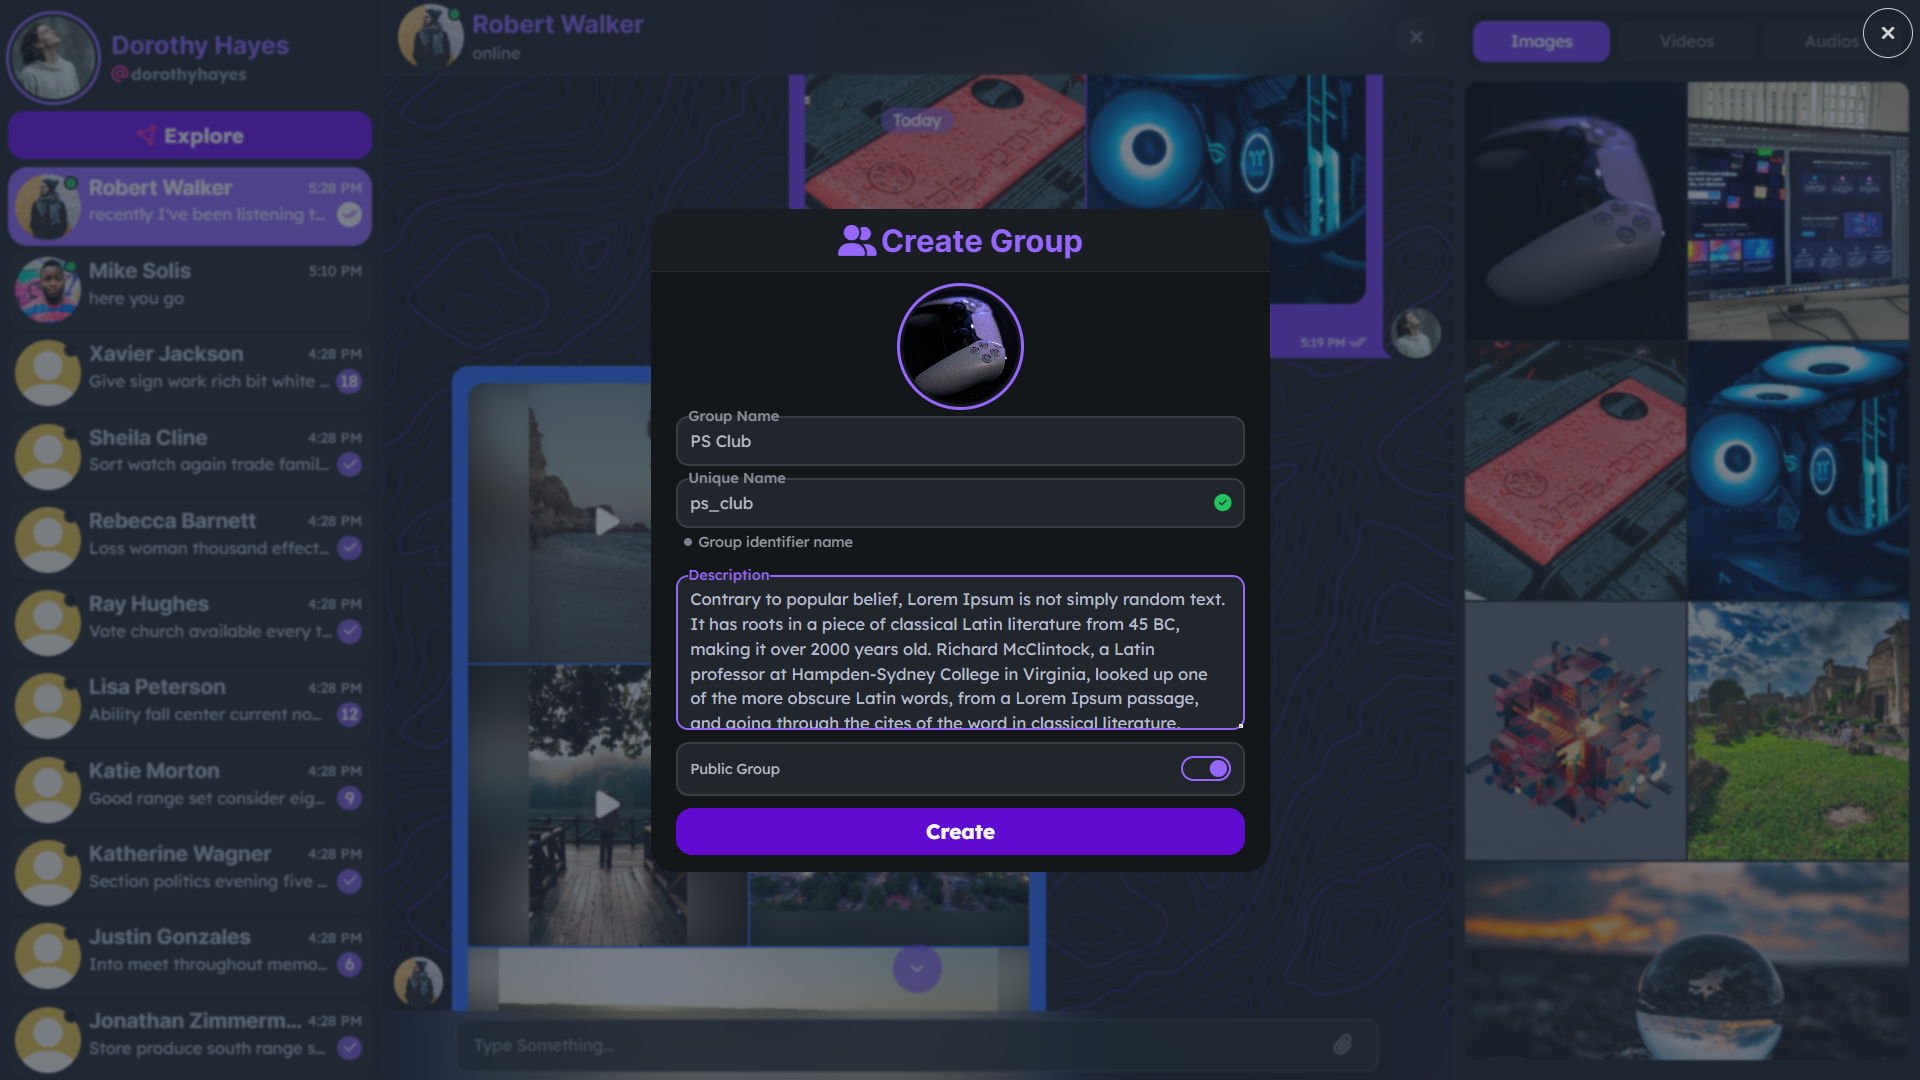 Dorothy Hayes
@dorothyhayes
Explore
Robert Walker 5:28 PM
recently I've been listening t...
Mike Solis 5:10 PM
here you go
Xavier Jackson 4:28 PM
Give sign work rich bit white ... 18
Sheila Cline 4:28 PM
Sort watch again trade famil...
Rebecca Barnett 4:28 PM
Loss woman thousand effect...
Ray Hughes 4:28 PM
Vote church available every t...
Lisa Peterson 4:28 PM
Ability fall center current no... 12
Katie Morton 4:28 PM
Good range set consider eig... 9
Katherine Wagner 4:28 PM
Section politics evening five ...
Justin Gonzales 4:28 PM
Into meet throughout memo... 6
Jonathan Zimmerm... 4:28 PM
Store produce south range s...
Robert Walker
online
Today
5:19 PM
Create Group
Group Name
PS Club
Unique Name
ps_club
Group identifier name
Description
Contrary to popular belief, Lorem Ipsum is not simply random text.
It has roots in a piece of classical Latin literature from 45 BC,
making it over 2000 years old. Richard McClintock, a Latin
professor at Hampden-Sydney College in Virginia, looked up one
of the more obscure Latin words, from a Lorem Ipsum passage,
and going through the cites of the word in classical literature,
Public Group
Create
Type Something...
Images
Videos
Audios